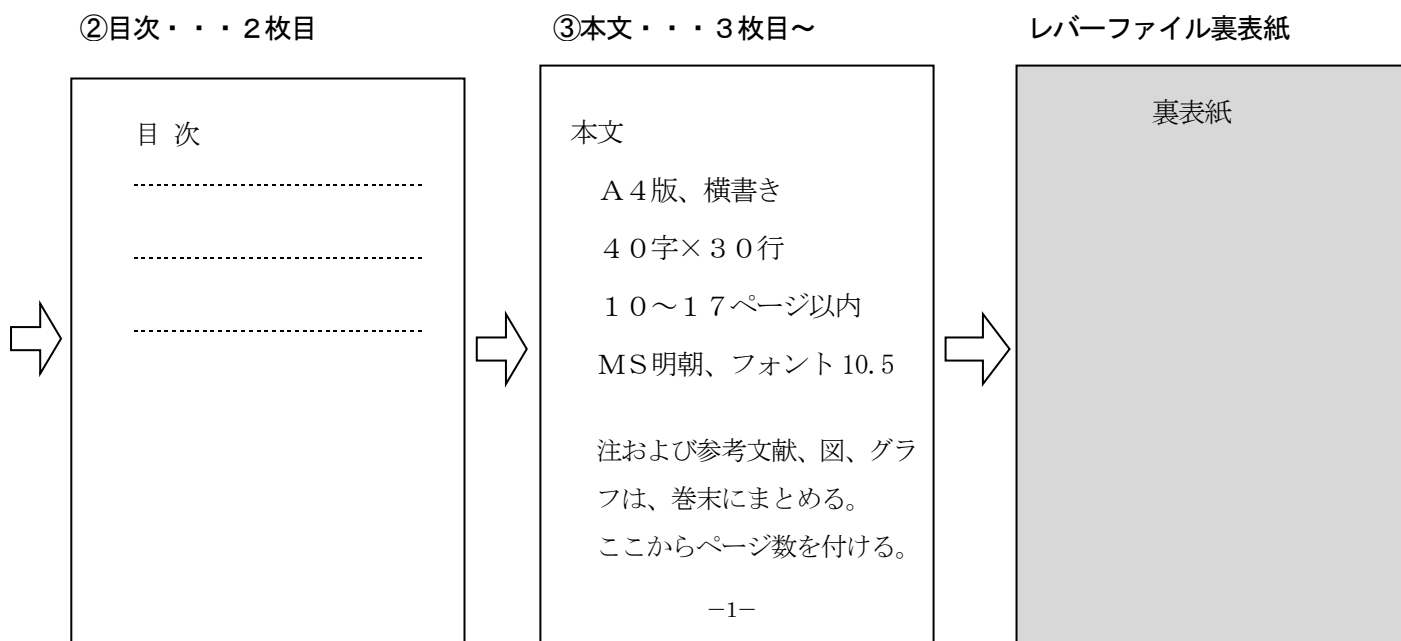 ②目次・・・２枚目
目 次
③本文・・・３枚目～
本文
Ａ４版、横書き
４０字×３０行
１０～１７ページ以内
ＭＳ明朝、フォント 10.5
注および参考文献、図、グラ
フは、巻末にまとめる。
ここからページ数を付ける。
－1－
レバーファイル裏表紙
裏表紙